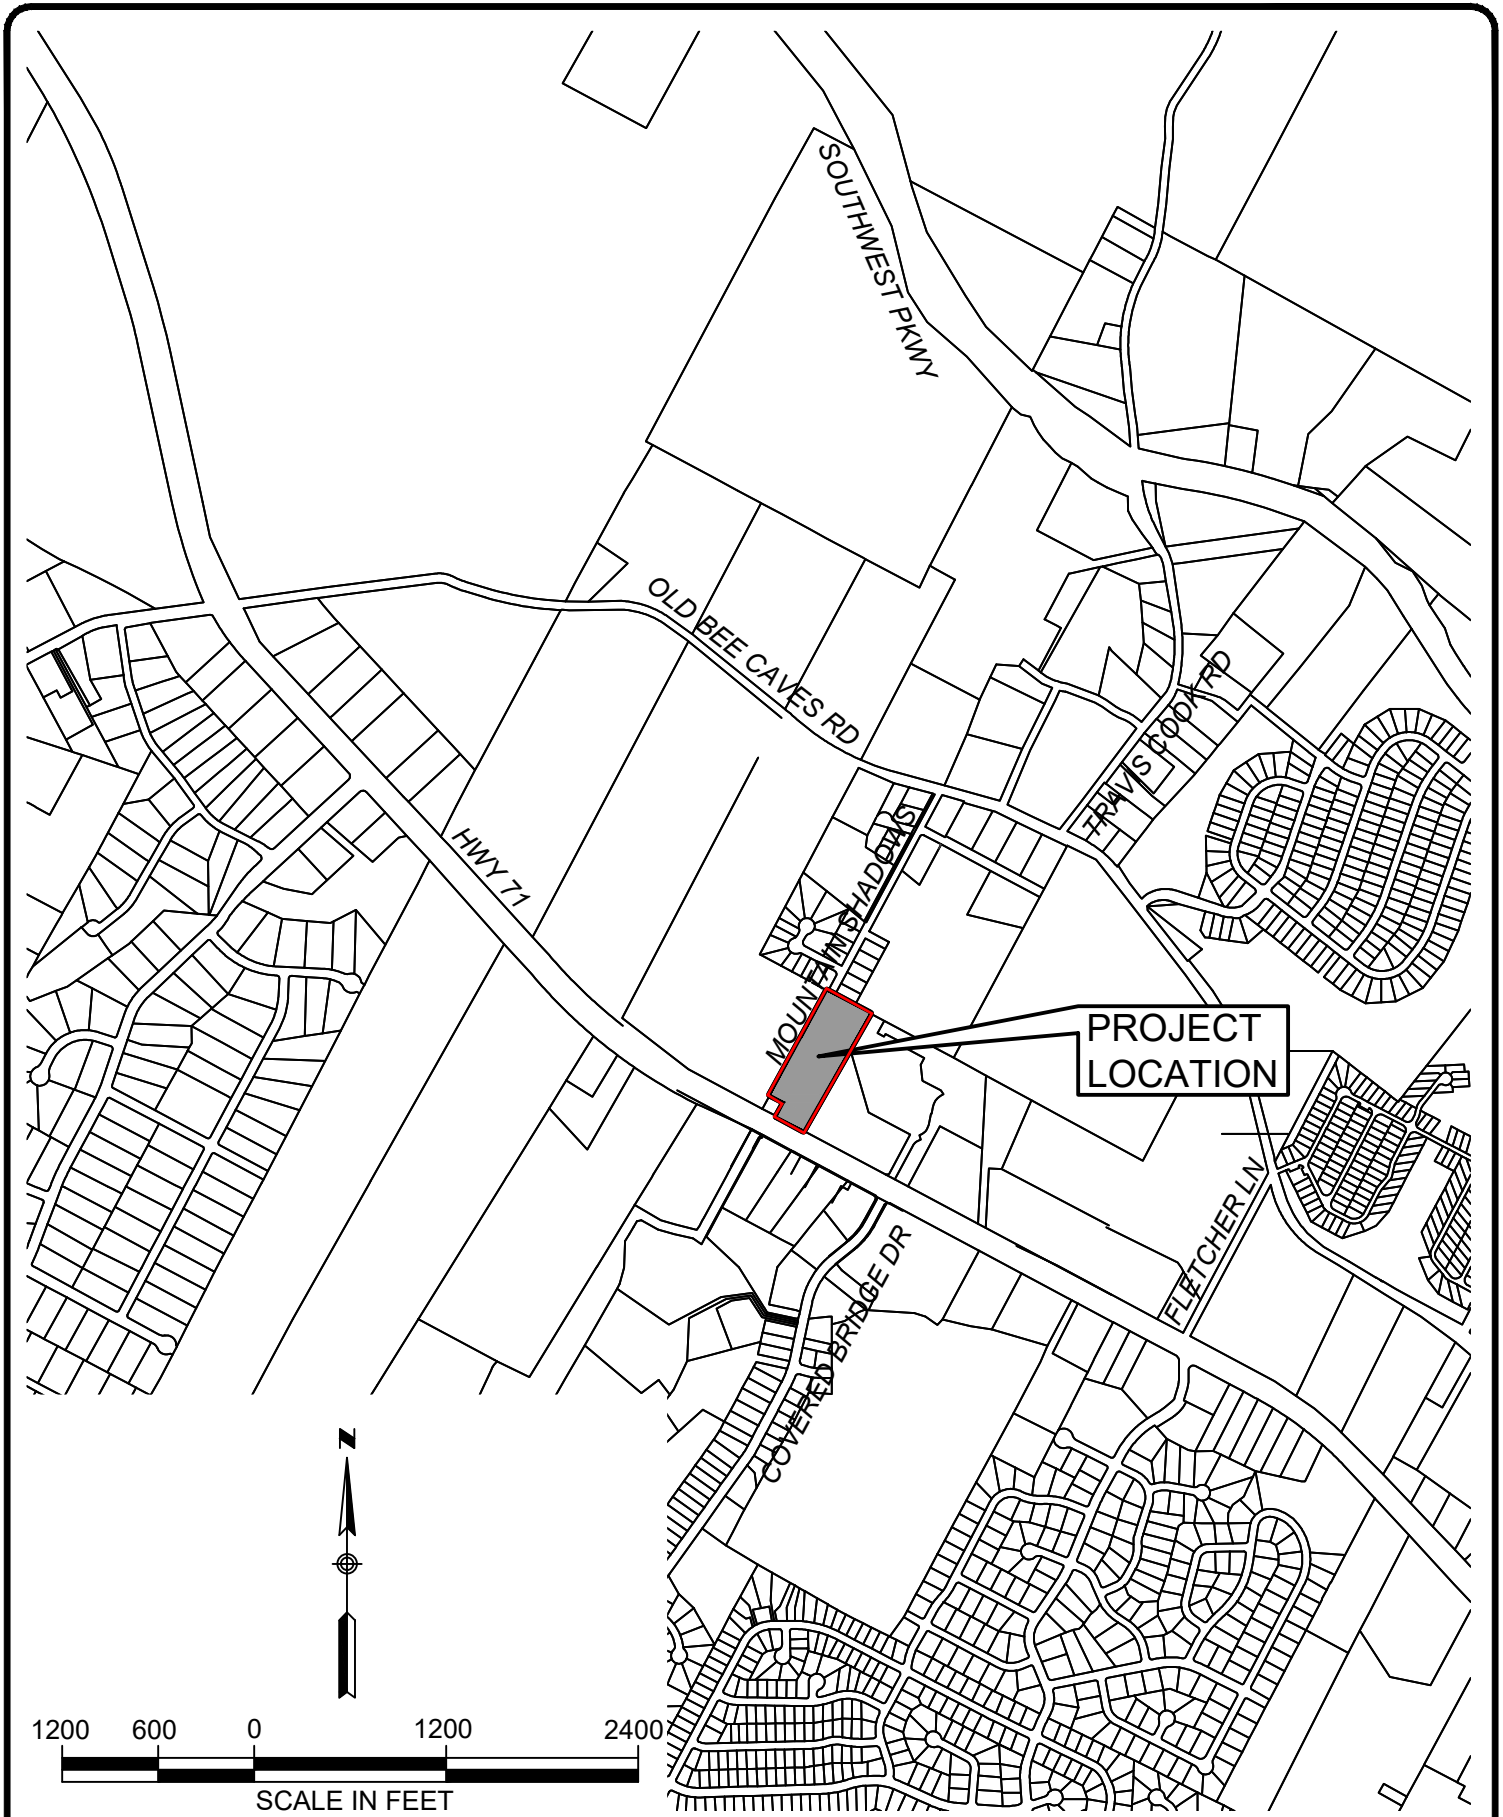 SOUTHWEST PKWY
OLD BEE CAVES RD
TRAVIS COOK RD
HWY 71
MOUNTAIN SHADOWS
PROJECT
LOCATION
FLETCHER LN
COVERED BRIDGE DR
N
1200 600 0 1200 2400
SCALE IN FEET